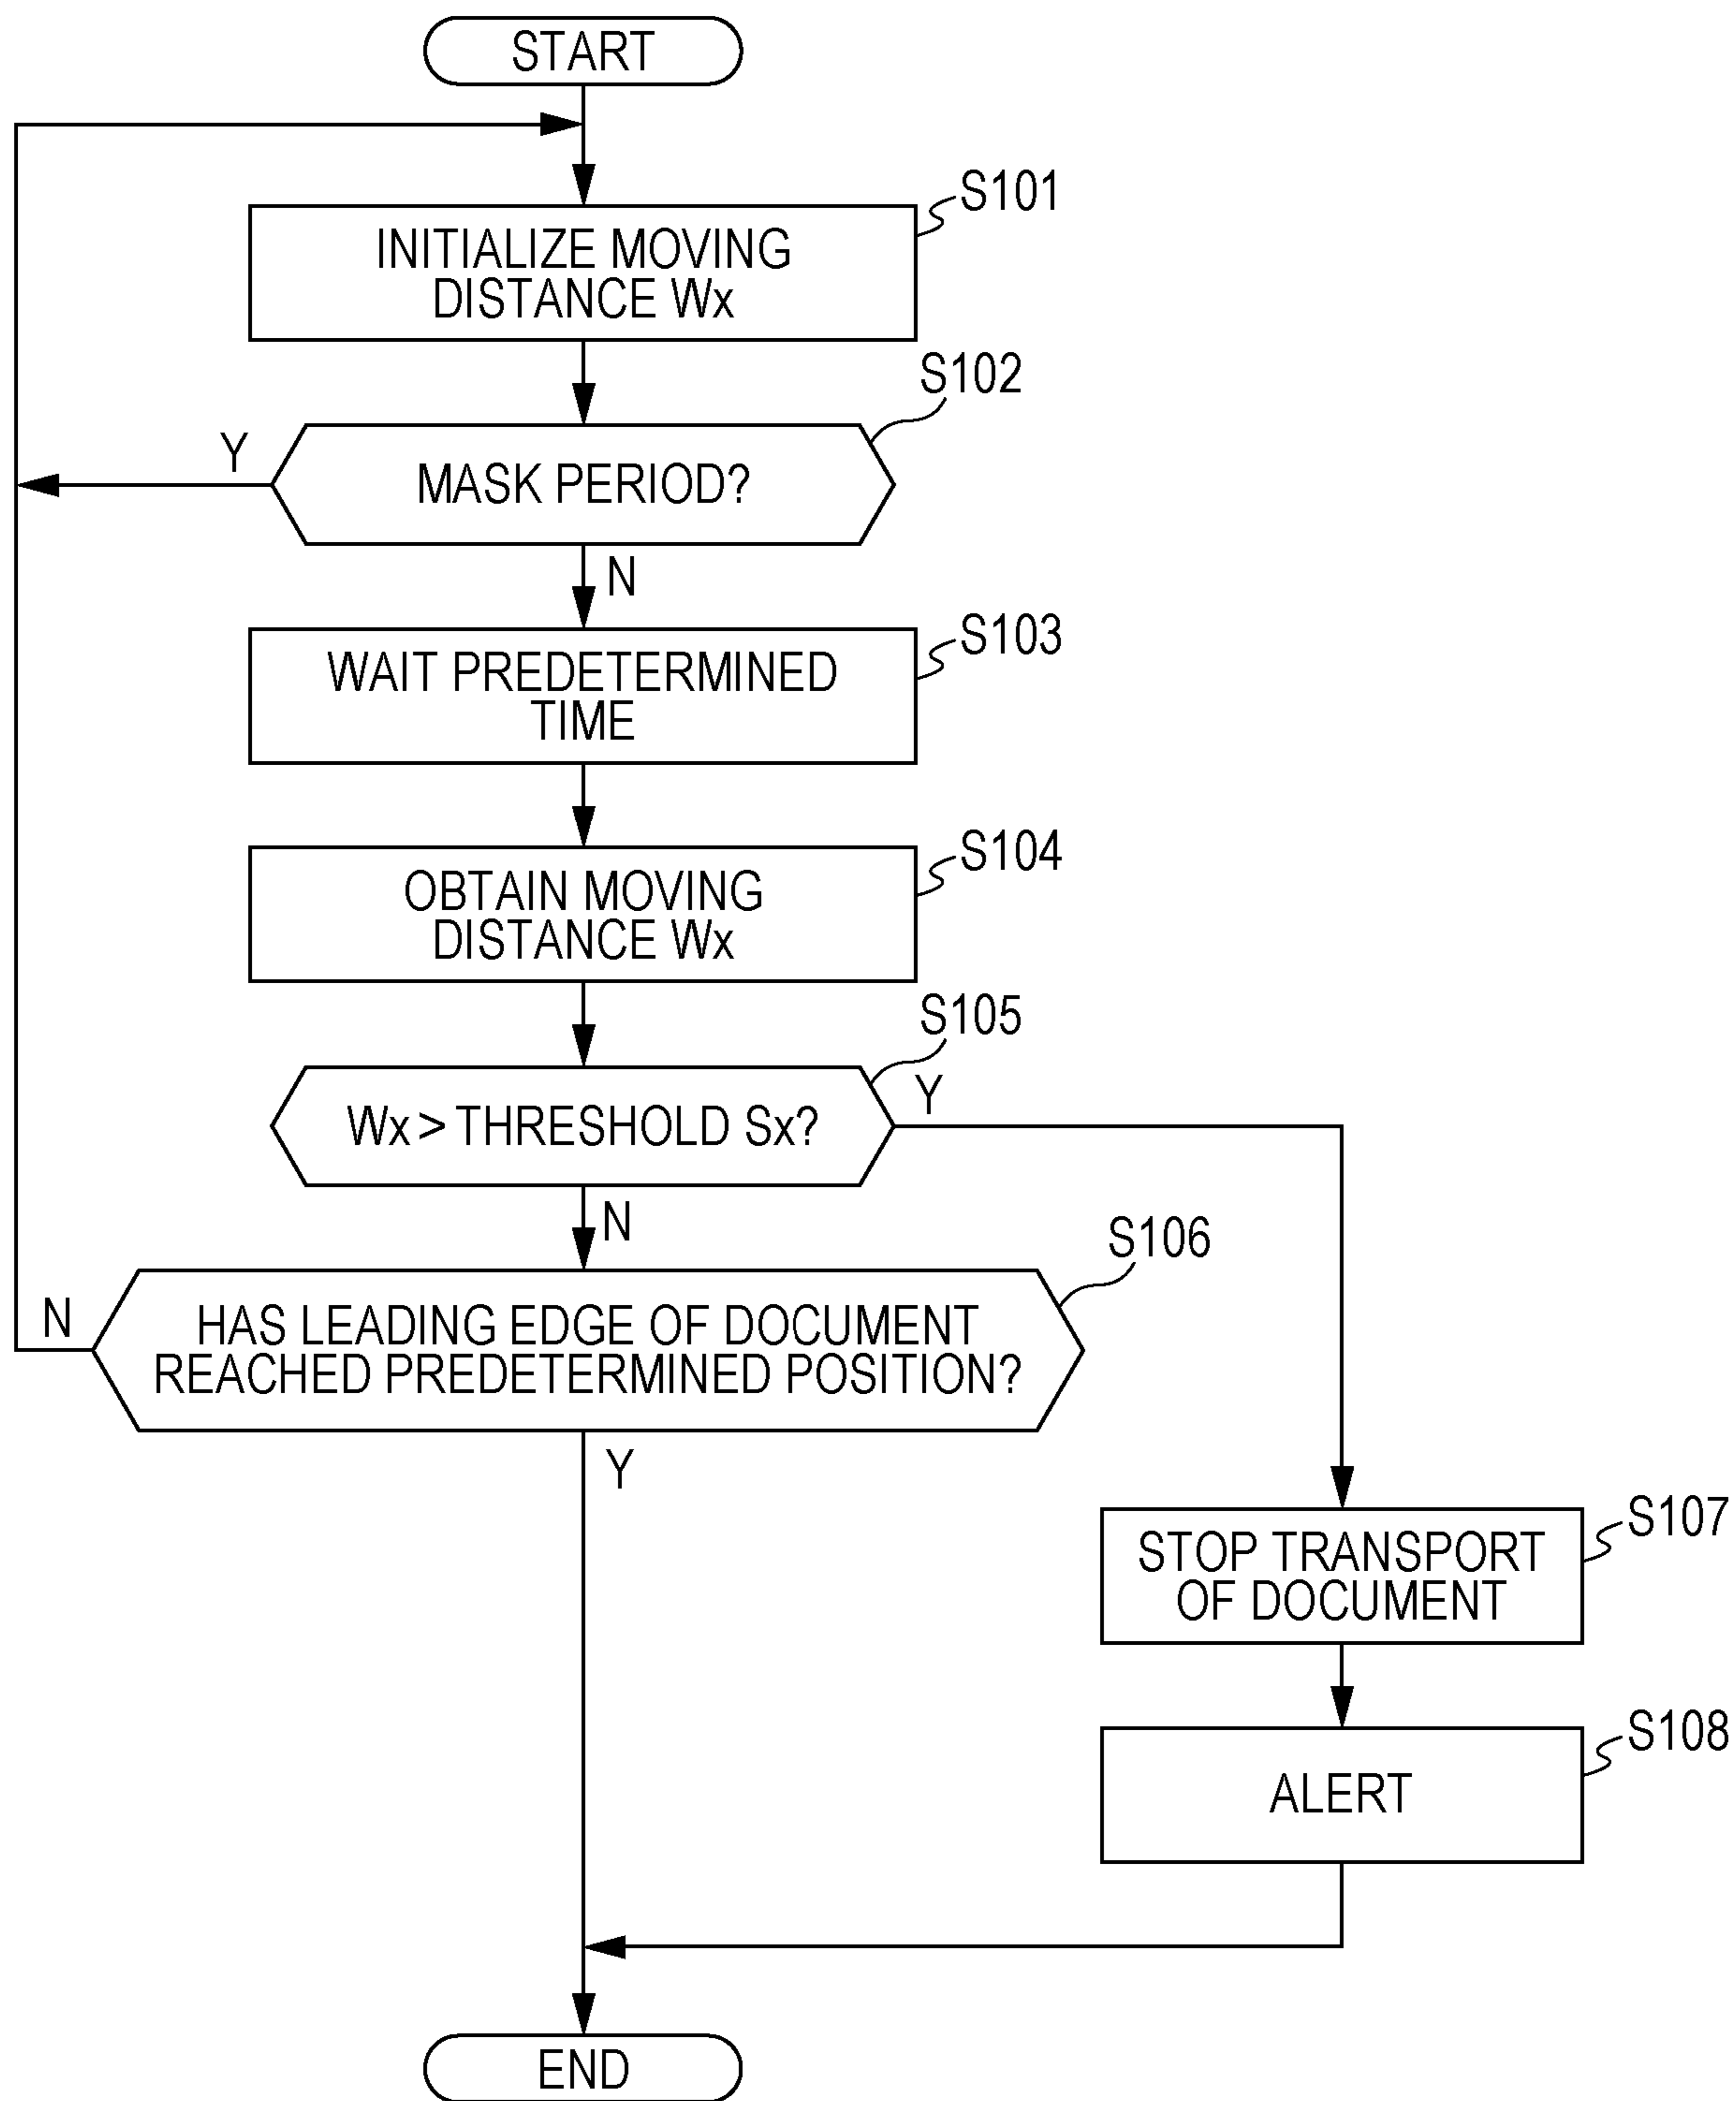 START
S101
INITIALIZE MOVING
DISTANCE Wx
S102
Y
MASK PERIOD?
N
S103
WAIT PREDETERMINED
TIME
S104
OBTAIN MOVING
DISTANCE Wx
S105
Y
Wx > THRESHOLD Sx?
N
S106
N
HAS LEADING EDGE OF DOCUMENT
REACHED PREDETERMINED POSITION?
Y
S107
STOP TRANSPORT
OF DOCUMENT
S108
ALERT
END